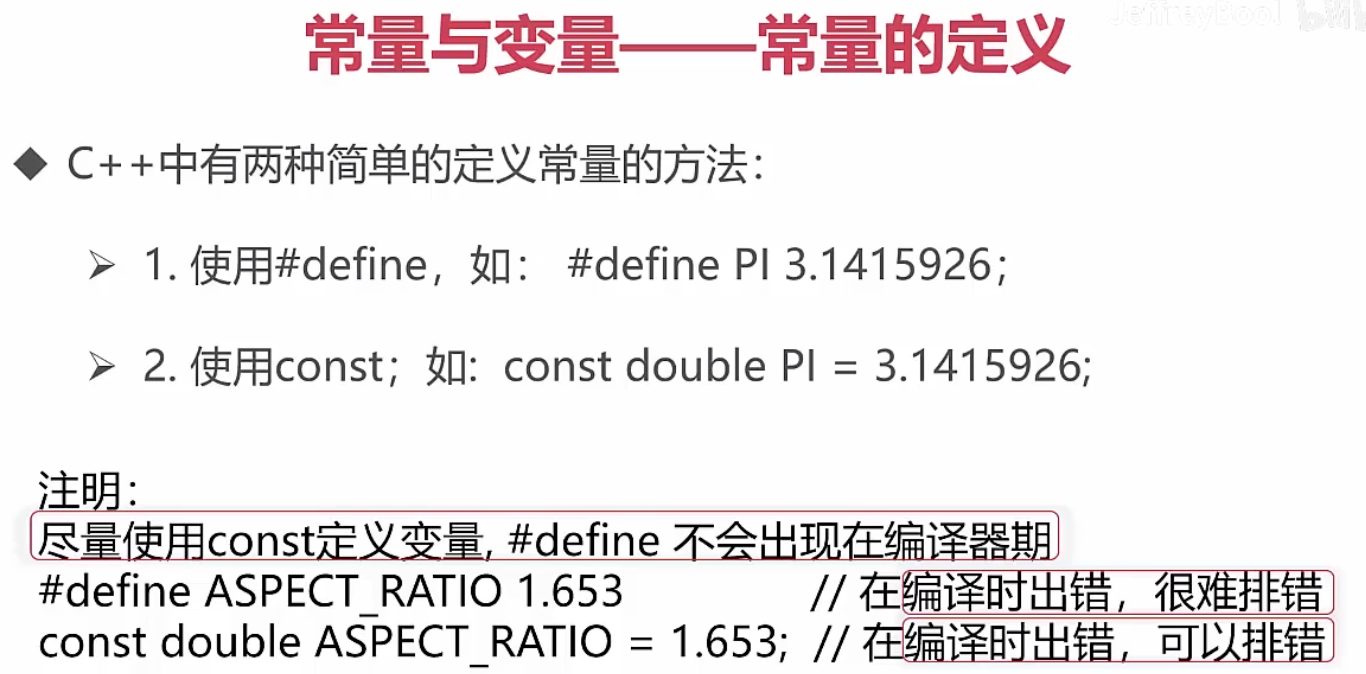 JeffreyBool
常量与变量——常量的定义
◆ C++中有两种简单的定义常量的方法：
➢ 1. 使用#define，如： #define PI 3.1415926；
➢ 2. 使用const；如：const double PI = 3.1415926;
注明：
尽量使用const定义变量, #define 不会出现在编译器期
#define ASPECT_RATIO 1.653 // 在编译时出错，很难排错
const double ASPECT_RATIO = 1.653; // 在编译时出错，可以排错